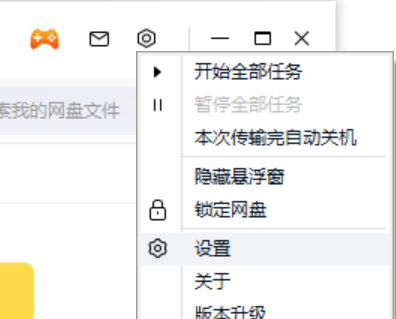 索我的网盘文件
开始全部任务
暂停全部任务
本次传输完自动关机
隐藏悬浮窗
锁定网盘
设置
关于
版本升级